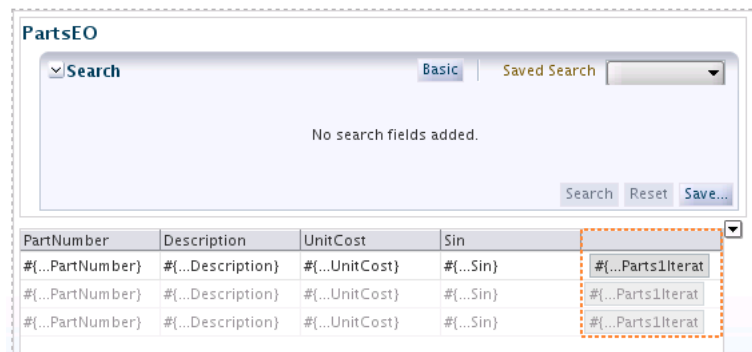 PartsEO
Search Basic Saved Search
No search fields added.
Search Reset Save...
PartNumber Description UnitCost Sin
#{...PartNumber} #{...Description} #{...UnitCost} #{...Sin} #{...Parts1Iterat
#{...PartNumber} #{...Description} #{...UnitCost} #{...Sin} #{...Parts1Iterat
#{...PartNumber} #{...Description} #{...UnitCost} #{...Sin} #{...Parts1Iterat